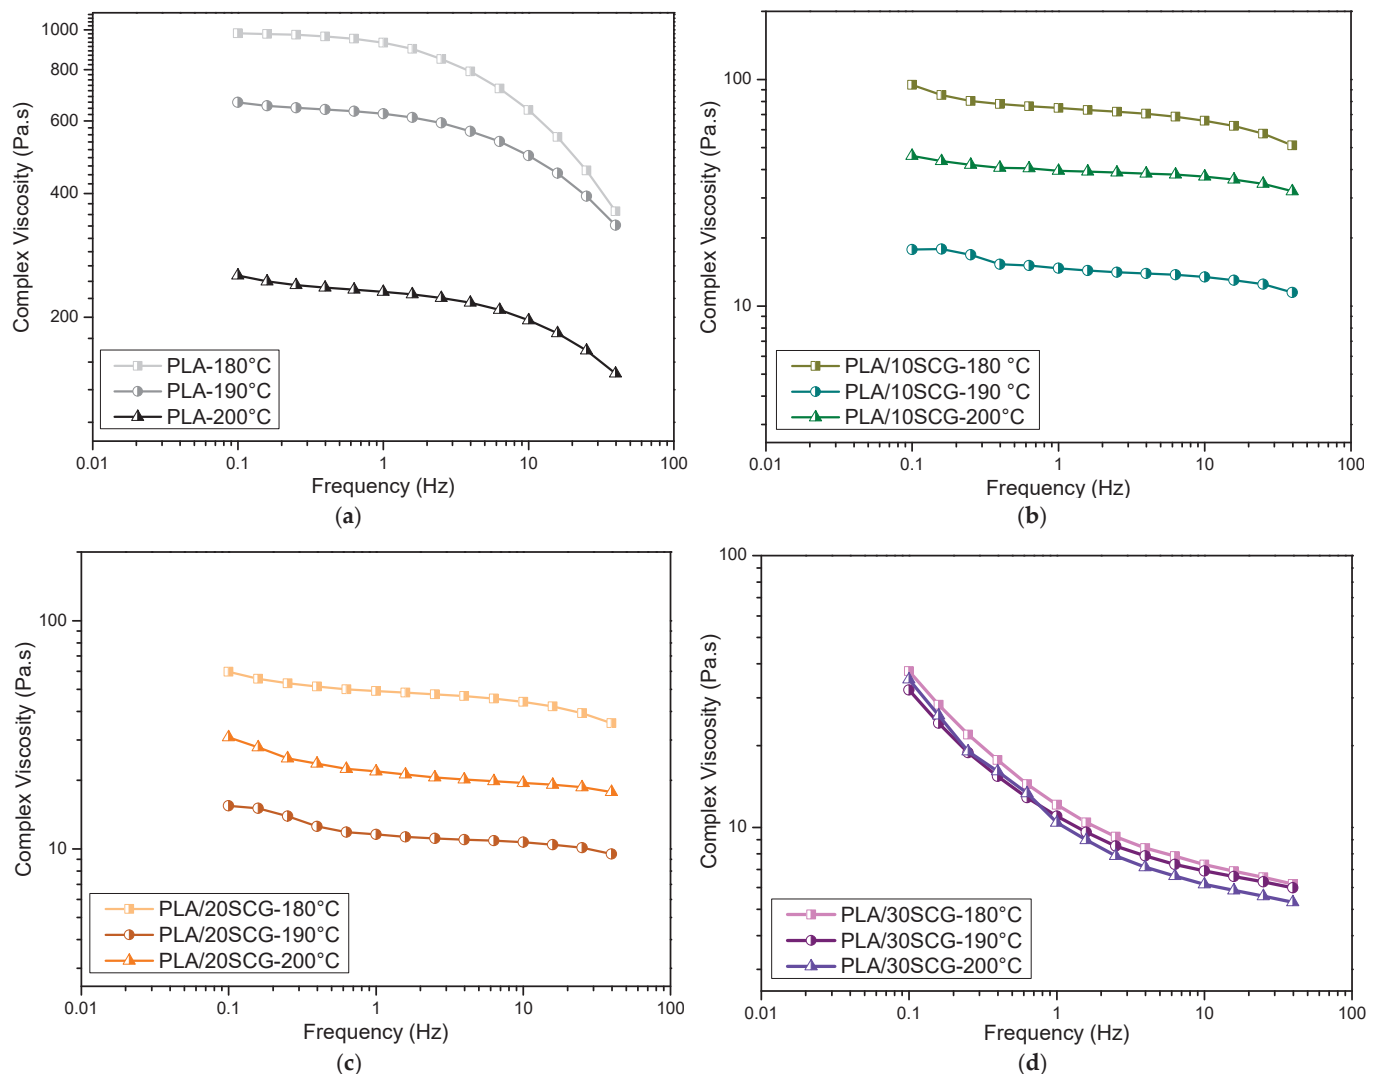 1000
800
600
400
200
Complex Viscosity (Pa.s)
PLA-180°C
PLA-190°C
PLA-200°C
0.01 0.1 1 10 100
Frequency (Hz)
(a)
100
10
Complex Viscosity (Pa.s)
PLA/10SCG-180 °C
PLA/10SCG-190 °C
PLA/10SCG-200°C
0.01 0.1 1 10 100
Frequency (Hz)
(b)
100
10
Complex Viscosity (Pa.s)
PLA/20SCG-180°C
PLA/20SCG-190°C
PLA/20SCG-200°C
0.01 0.1 1 10 100
Frequency (Hz)
(c)
100
10
Complex Viscosity (Pa.s)
PLA/30SCG-180°C
PLA/30SCG-190°C
PLA/30SCG-200°C
0.01 0.1 1 10 100
Frequency (Hz)
(d)